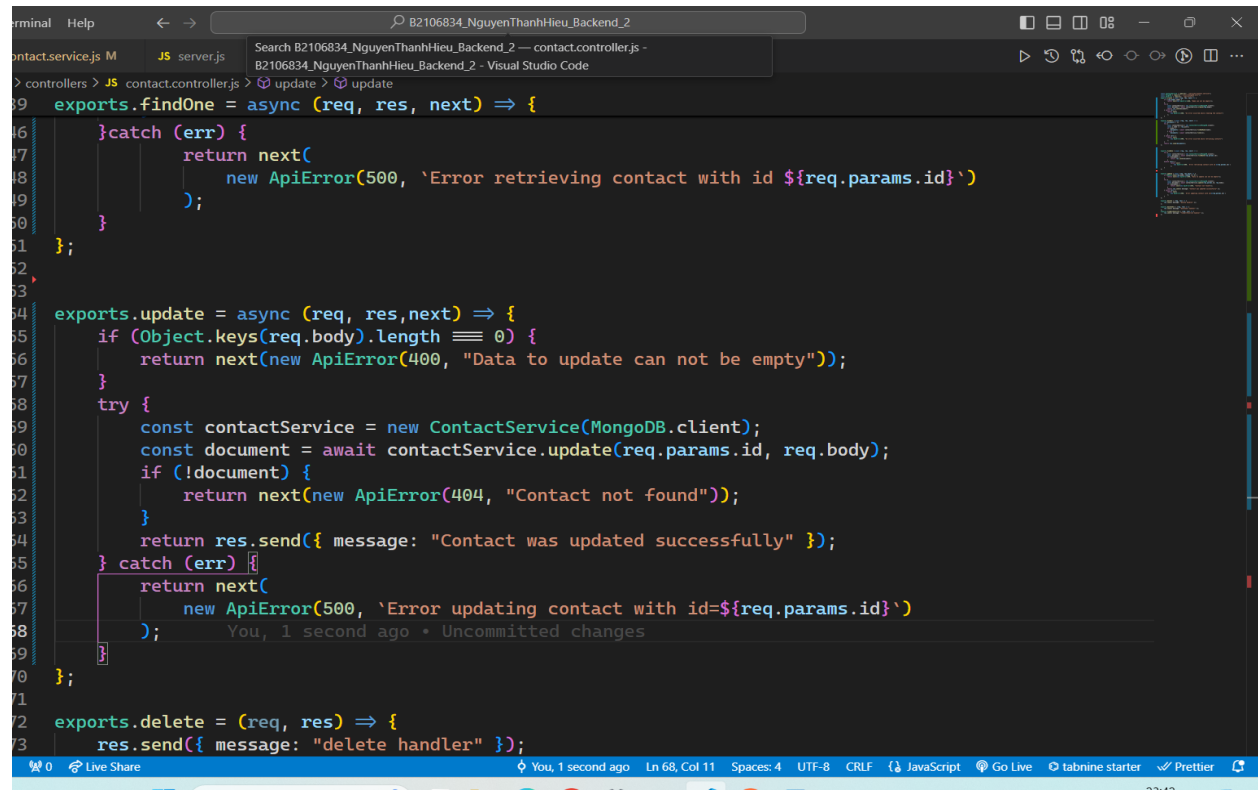 rminal Help B2106834_NguyenThanhHieu_Backend_2
ontact.service.js M JS server.js
Search B2106834_NguyenThanhHieu_Backend_2 — contact.controller.js -
B2106834_NguyenThanhHieu_Backend_2 - Visual Studio Code
> controllers > JS contact.controller.js > update > update
39 exports.findOne = async (req, res, next) => {
46 }catch (err) {
47 return next(
48 new ApiError(500, `Error retrieving contact with id ${req.params.id}`)
49 );
50 }
51 };
52
53
54 exports.update = async (req, res,next) => {
55 if (Object.keys(req.body).length === 0) {
56 return next(new ApiError(400, "Data to update can not be empty"));
57 }
58 try {
59 const contactService = new ContactService(MongoDB.client);
60 const document = await contactService.update(req.params.id, req.body);
61 if (!document) {
62 return next(new ApiError(404, "Contact not found"));
63 }
64 return res.send({ message: "Contact was updated successfully" });
65 } catch (err) {
66 return next(
67 new ApiError(500, `Error updating contact with id=${req.params.id}`)
68 ); You, 1 second ago • Uncommitted changes
69 }
70 };
71
72 exports.delete = (req, res) => {
73 res.send({ message: "delete handler" });
0 Live Share You, 1 second ago Ln 68, Col 11 Spaces: 4 UTF-8 CRLF {} JavaScript Go Live tabnine starter Prettier